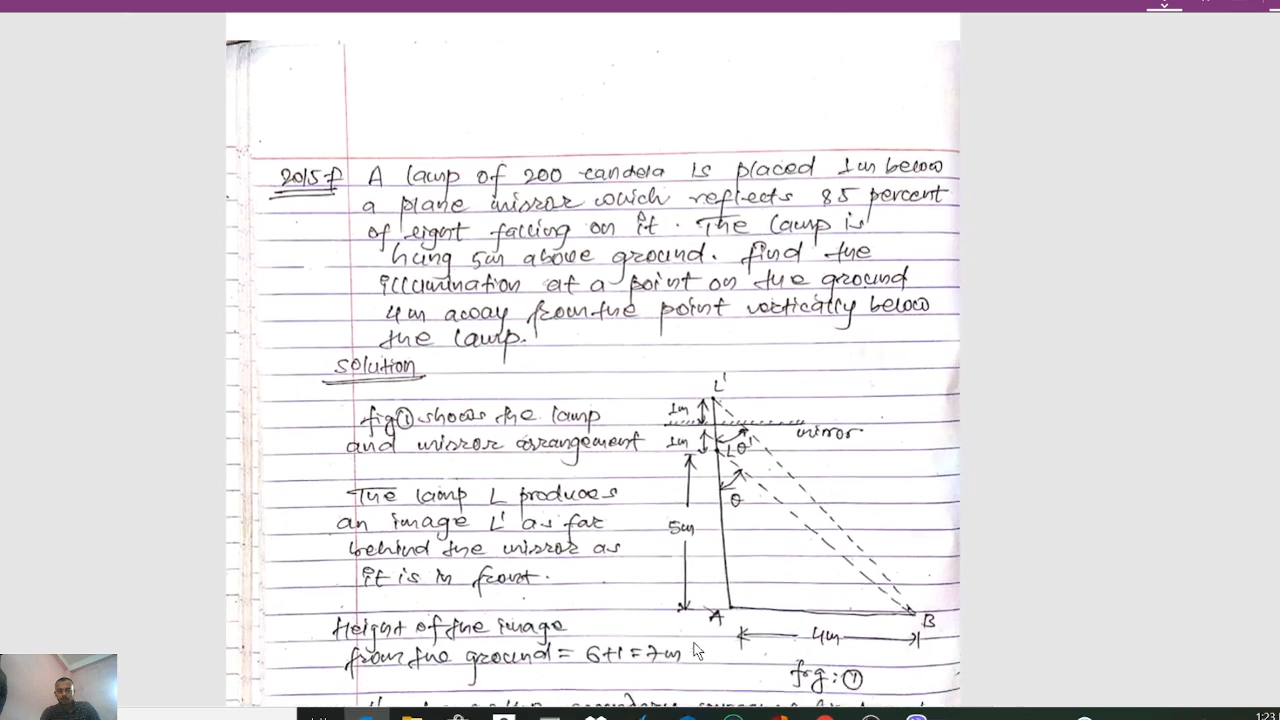 2015 f A lamp of 200 candela is placed 1m below
a plane mirror which reflects 85 percent
of light falling on it. The lamp is
hung 5m above ground. find the
illumination at a point on the ground
4m away from the point vertically below
the lamp.
solution
L'
fig ① shows the lamp
1m
mirror
and mirror arrangement
1m
L
θ'
The lamp L produces
θ
an image L' as far
5m
behind the mirror as
it is in front.
A
B
Height of the image
4m
from the ground = 6+1 = 7m
fig: ①
1:23